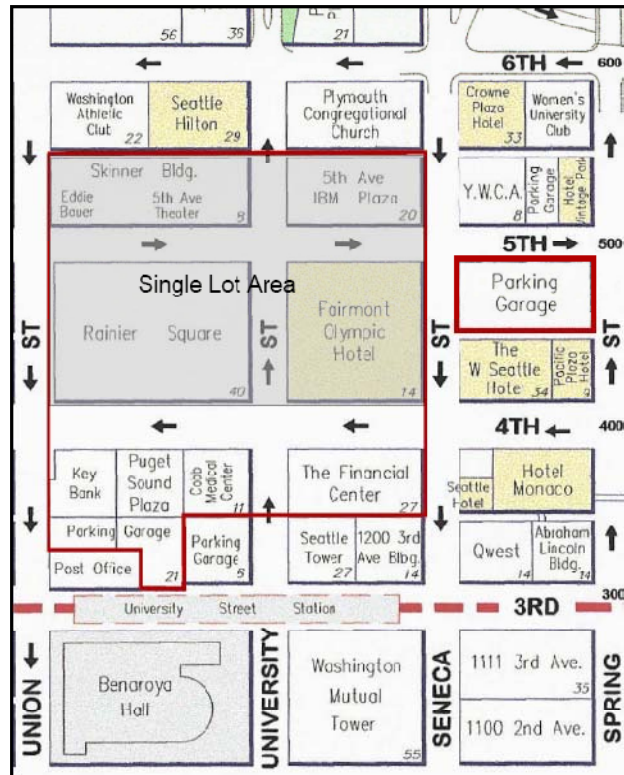 56
36
21
6TH
600
Washington
Athletic
Club
22
Seattle
Hilton
29
Plymouth
Congregational
Church
Crowne
Plaza
Hotel
33
Women's
University
Club
Skinner Bldg.
Eddie
Bauer
5th Ave
Theater
8
5th Ave
IBM Plaza
20
Y.W.C.A.
8
Parking
Garage
Hotel
Vintage Park
5TH
500
Single Lot Area
Rainier Square
40
Fairmont
Olympic
Hotel
14
Parking
Garage
ST
ST
ST
ST
The
W Seattle
Hote
34
Pacific
Plaza
Hotel
9
4TH
400
Key
Bank
Puget
Sound
Plaza
Cobb
Medical
Center
11
The Financial
Center
27
Seattle
Hotel
Hotel
Monaco
Parking Garage
Post Office
21
Parking
Garage
5
Seattle
Tower
27
1200 3rd
Ave Blbg.
14
Qwest
14
Abraham
Lincoln
Bldg.
14
University Street Station
3RD
300
UNION
Benaroya
Hall
UNIVERSITY
Washington
Mutual
Tower
55
SENECA
1111 3rd Ave.
35
1100 2nd Ave.
SPRING